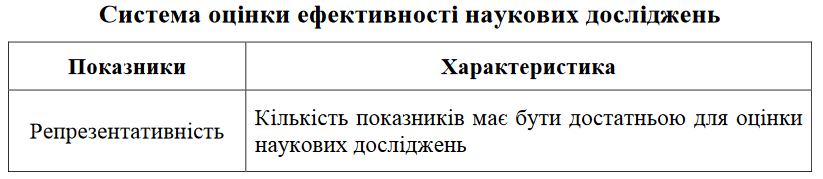 Система оцінки ефективності наукових досліджень
Показники
Характеристика
Репрезентативність
Кількість показників має бути достатньою для оцінки
наукових досліджень